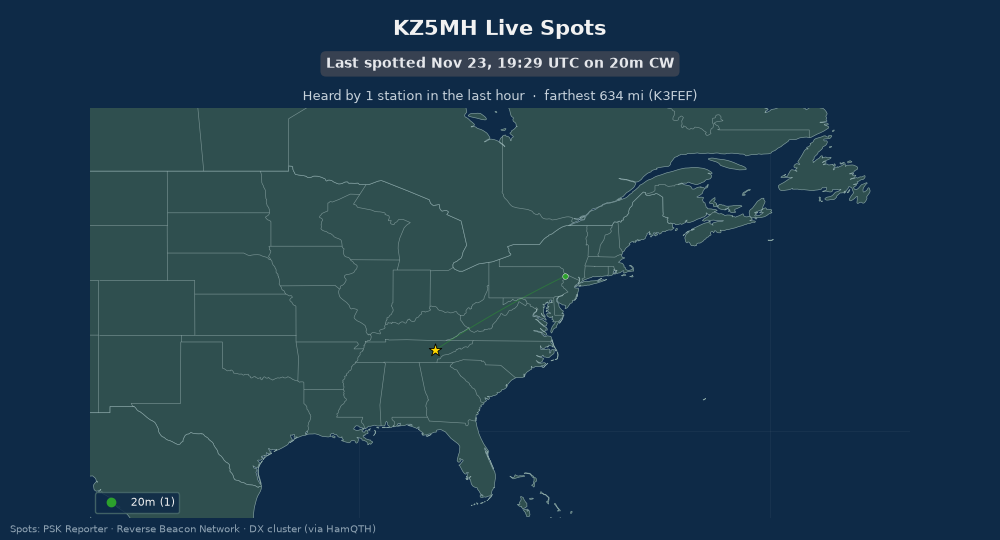 KZ5MH Live Spots
Last spotted Nov 23, 19:29 UTC on 20m CW
Heard by 1 station in the last hour · farthest 634 mi (K3FEF)
20m (1)
Spots: PSK Reporter · Reverse Beacon Network · DX cluster (via HamQTH)